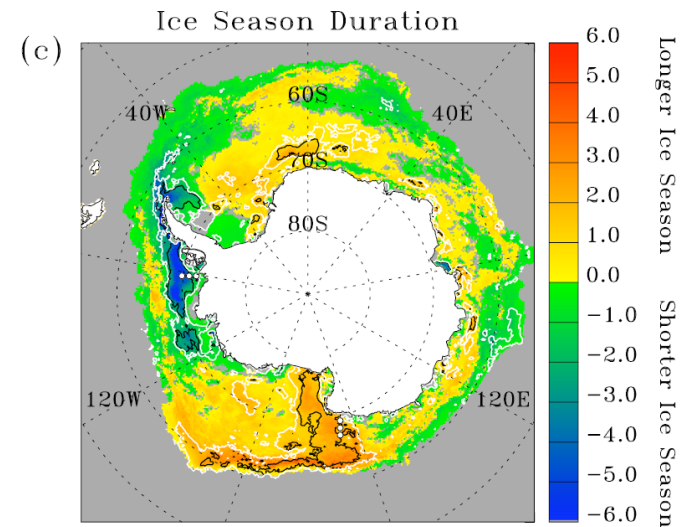 Ice Season Duration
(c)
40W
60S
40E
70S
80S
120W
120E
6.0
5.0
4.0
3.0
2.0
1.0
0.0
-1.0
-2.0
-3.0
-4.0
-5.0
-6.0
Longer Ice Season
Shorter Ice Season